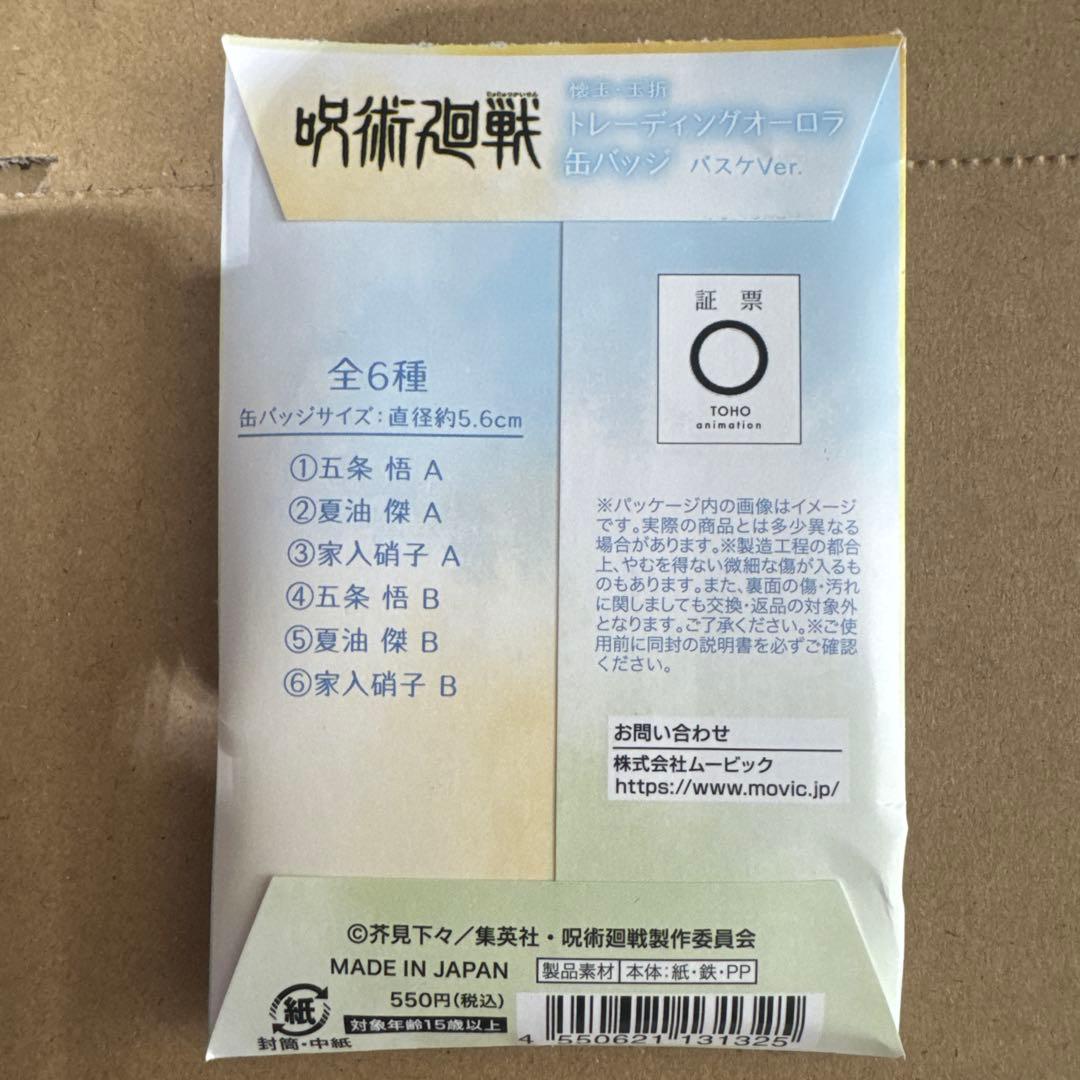 じゅじゅつかいせん
呪術廻戦
懐玉・玉折
トレーディングオーロラ
缶バッジ バスケVer.
全6種
缶バッジサイズ：直径約5.6cm
①五条 悟 A
②夏油 傑 A
③家入硝子 A
④五条 悟 B
⑤夏油 傑 B
⑥家入硝子 B
証 票
TOHO
animation
※パッケージ内の画像はイメージ
です。実際の商品とは多少異なる
場合があります。※製造工程の都合
上、やむを得ない微細な傷が入るも
のもあります。また、裏面の傷・汚れ
に関しましても交換・返品の対象外
となります。ご了承ください。※ご使
用前に同封の説明書を必ずご確認
ください。
お問い合わせ
株式会社ムービック
https://www.movic.jp/
©芥見下々／集英社・呪術廻戦製作委員会
MADE IN JAPAN 製品素材 本体：紙・鉄・PP
550円（税込）
対象年齢15歳以上
紙
封筒・中紙
4 550621 131325